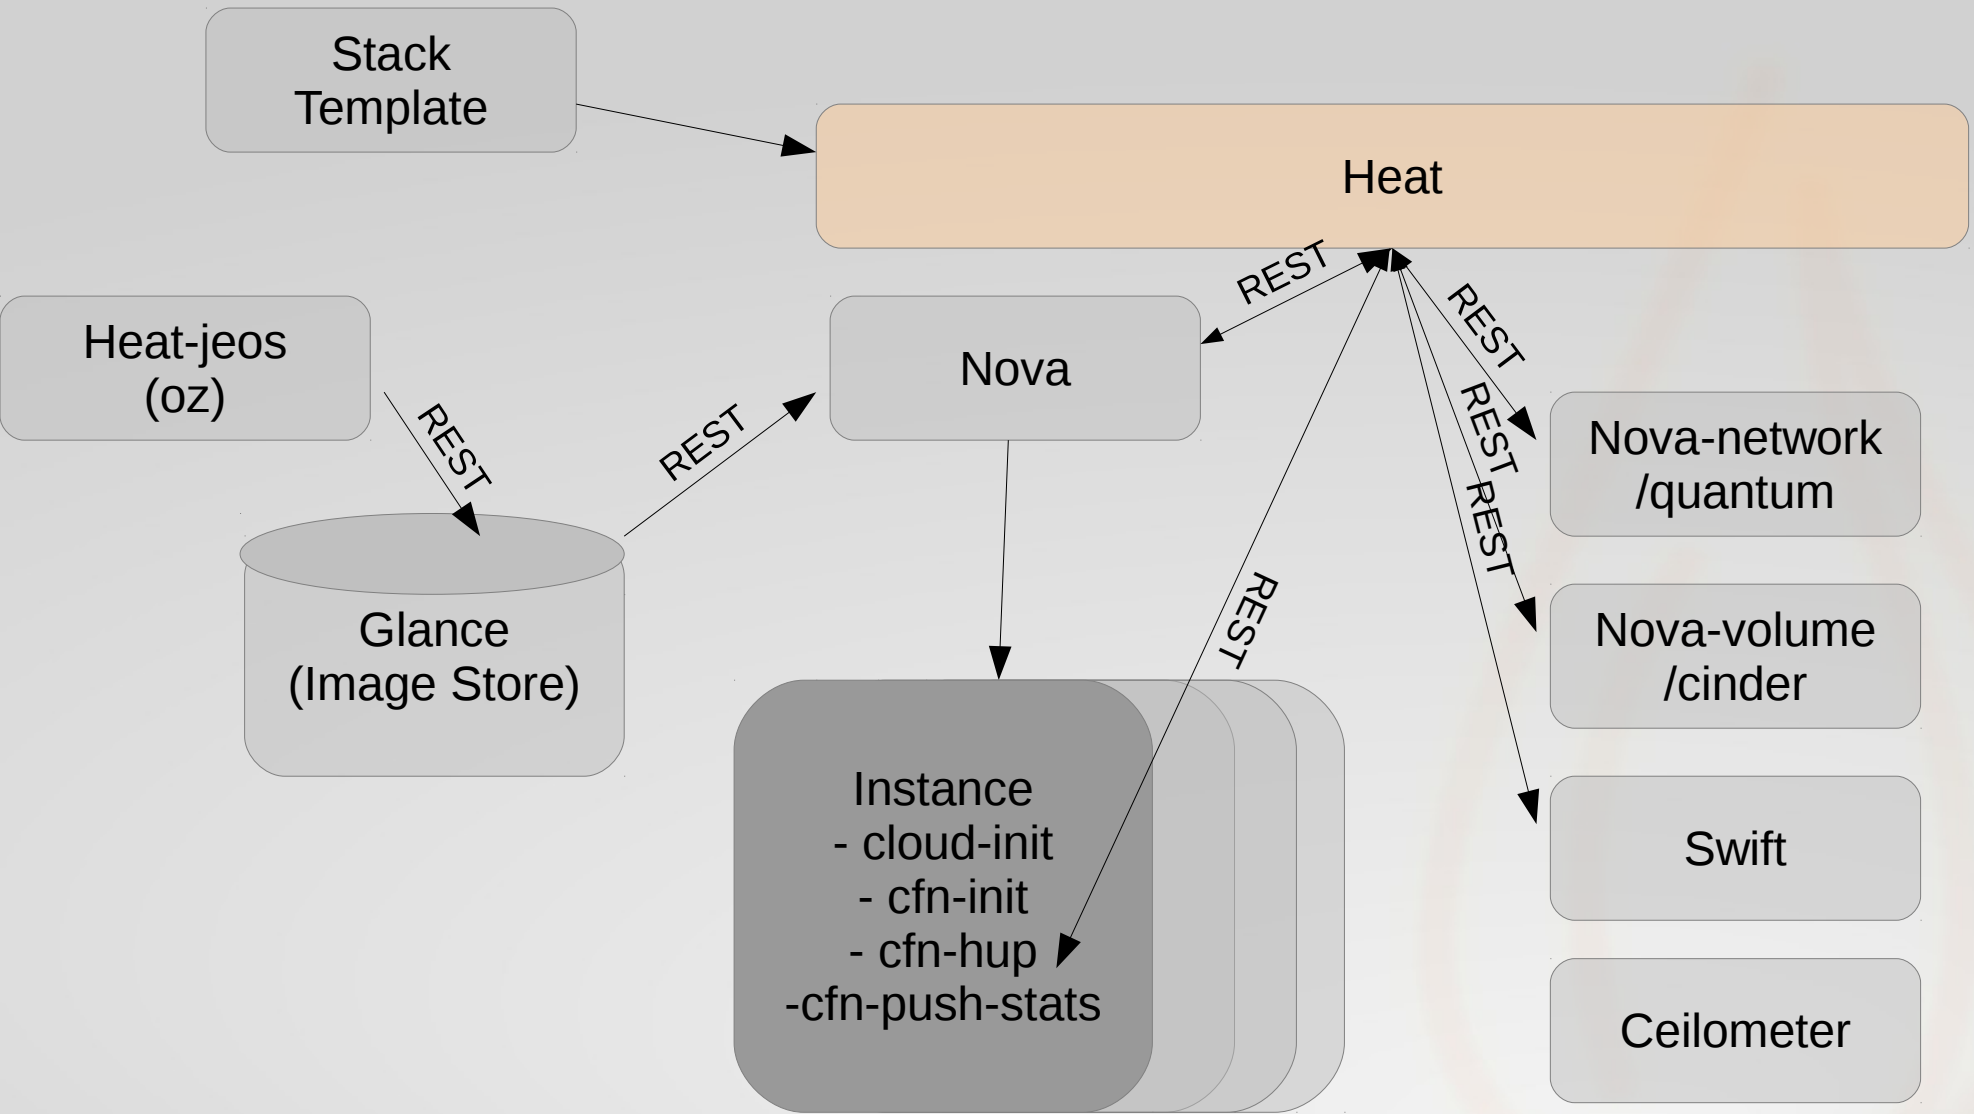 Stack
Template
Heat
REST
REST
Heat-jeos
(oz)
Nova
REST
REST
REST
REST
Nova-network
/quantum
Glance
(Image Store)
REST
Nova-volume
/cinder
Instance
- cloud-init
- cfn-init
- cfn-hup
-cfn-push-stats
Swift
Ceilometer